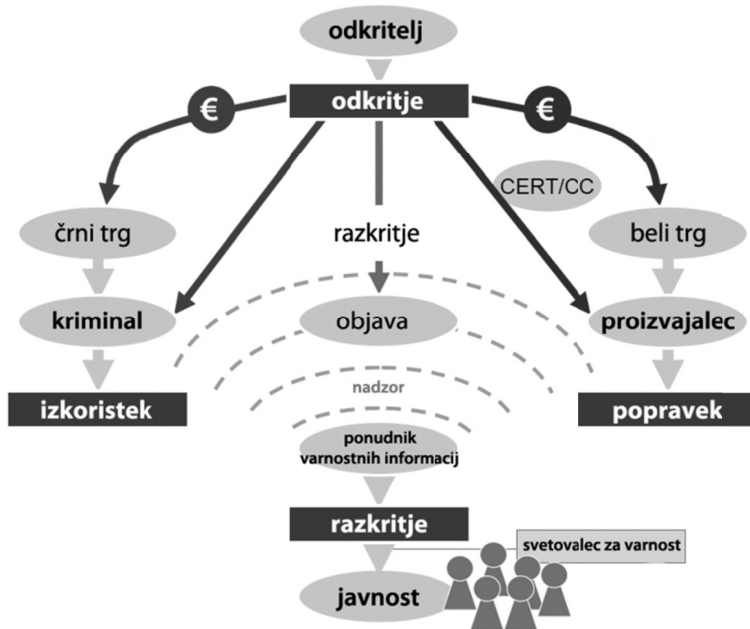 odkritelj
odkritje
€
€
CERT/CC
črni trg
razkritje
beli trg
kriminal
objava
proizvajalec
nadzor
izkoristek
popravek
ponudnik
varnostnih informacij
razkritje
svetovalec za varnost
javnost